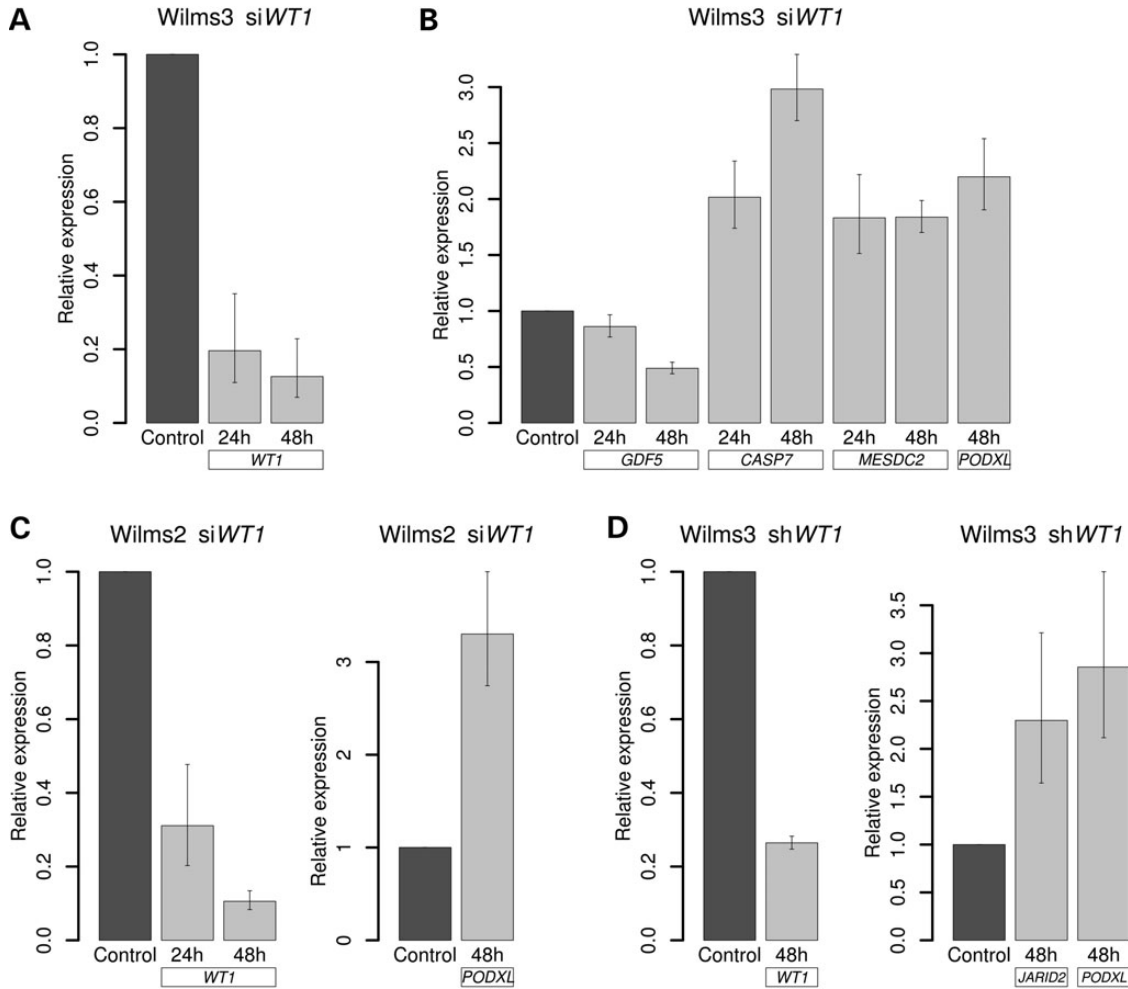 A
Wilms3 siWT1
Relative expression
0.0 0.2 0.4 0.6 0.8 1.0
Control 24h 48h
WT1
B
Wilms3 siWT1
Relative expression
0.0 0.5 1.0 1.5 2.0 2.5 3.0
Control 24h 48h 24h 48h 24h 48h 48h
GDF5 CASP7 MESDC2 PODXL
C
Wilms2 siWT1
Relative expression
0.0 0.2 0.4 0.6 0.8 1.0
Control 24h 48h
WT1
Wilms2 siWT1
Relative expression
0 1 2 3
Control 48h
PODXL
D
Wilms3 shWT1
Relative expression
0.0 0.2 0.4 0.6 0.8 1.0
Control 48h
WT1
Wilms3 shWT1
Relative expression
0.0 0.5 1.0 1.5 2.0 2.5 3.0 3.5
Control 48h 48h
JARID2 PODXL